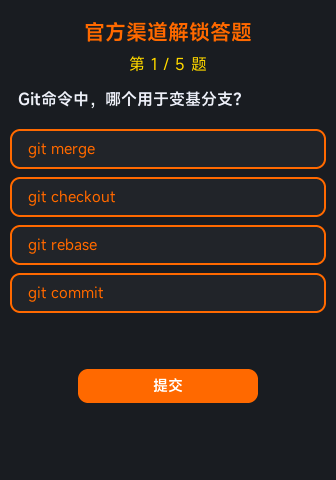 官方渠道解锁答题
第 1 / 5 题
Git命令中，哪个用于变基分支？
git merge
git checkout
git rebase
git commit
提交